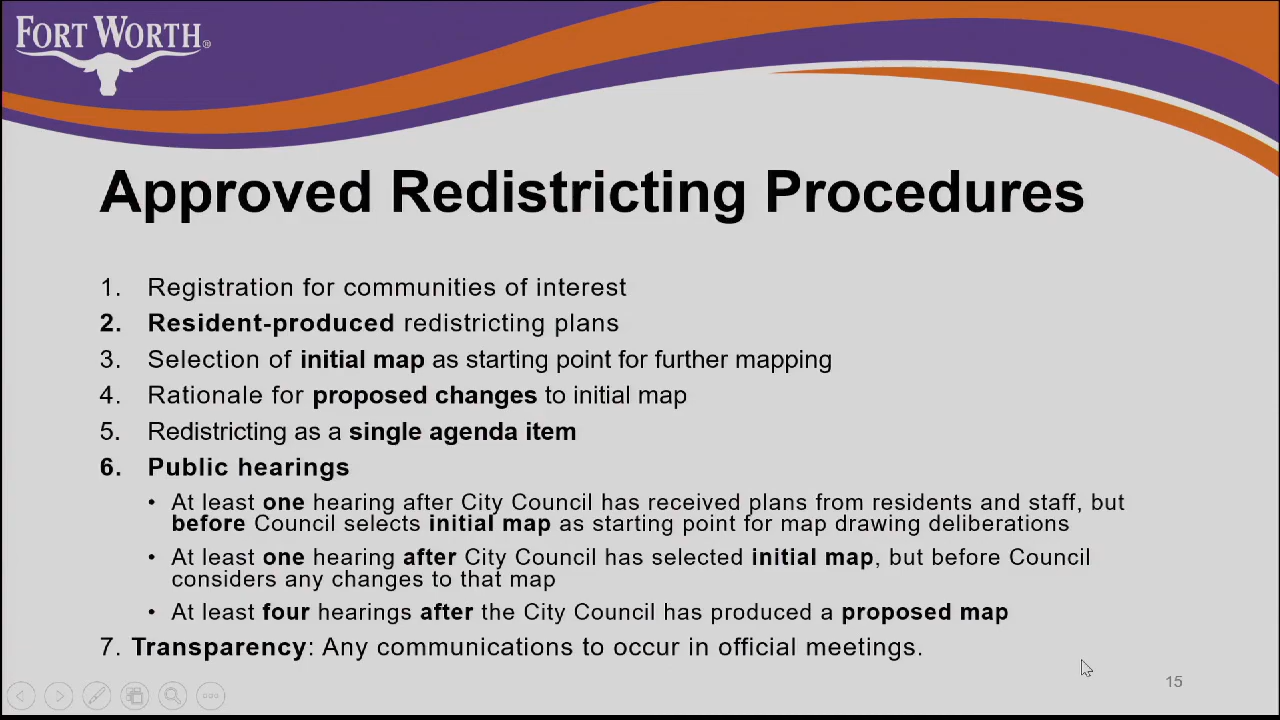 FORT WORTH®
Approved Redistricting Procedures
1. Registration for communities of interest
2. Resident-produced redistricting plans
3. Selection of initial map as starting point for further mapping
4. Rationale for proposed changes to initial map
5. Redistricting as a single agenda item
6. Public hearings
• At least one hearing after City Council has received plans from residents and staff, but
before Council selects initial map as starting point for map drawing deliberations
• At least one hearing after City Council has selected initial map, but before Council
considers any changes to that map
• At least four hearings after the City Council has produced a proposed map
7. Transparency: Any communications to occur in official meetings.
15